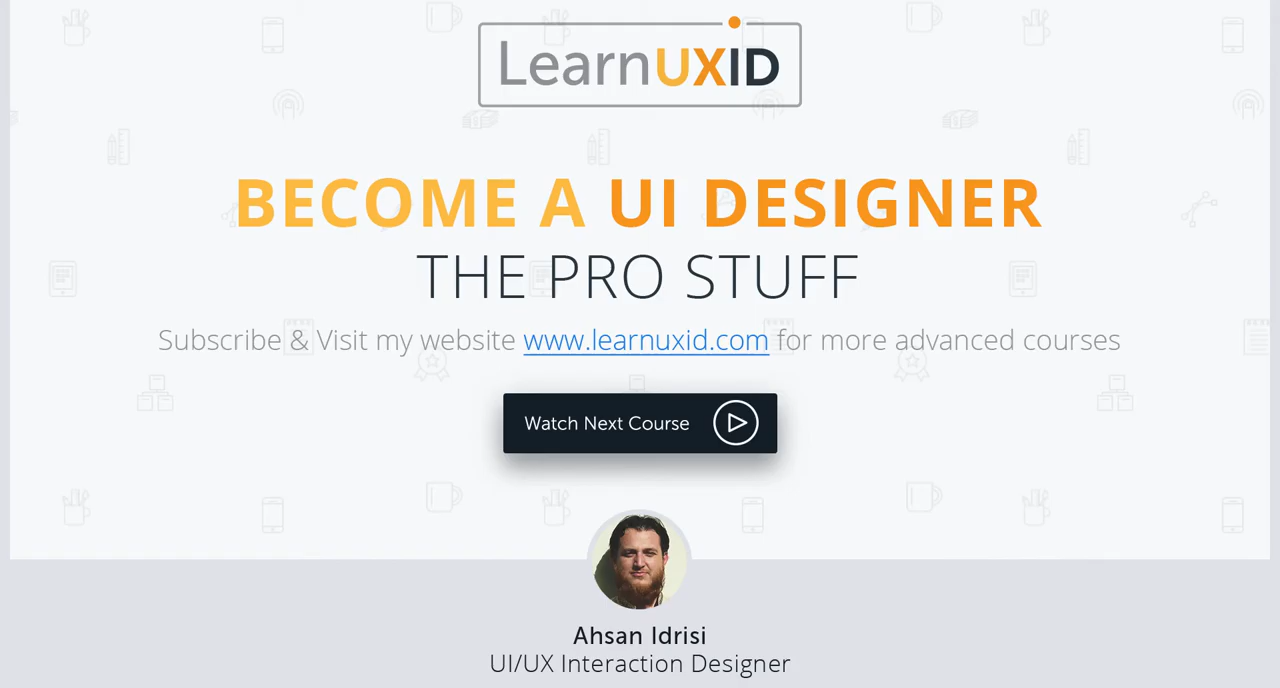 LearnUXID
BECOME A UI DESIGNER
THE PRO STUFF
Subscribe & Visit my website www.learnuxid.com for more advanced courses
Watch Next Course
Ahsan Idrisi
UI/UX Interaction Designer